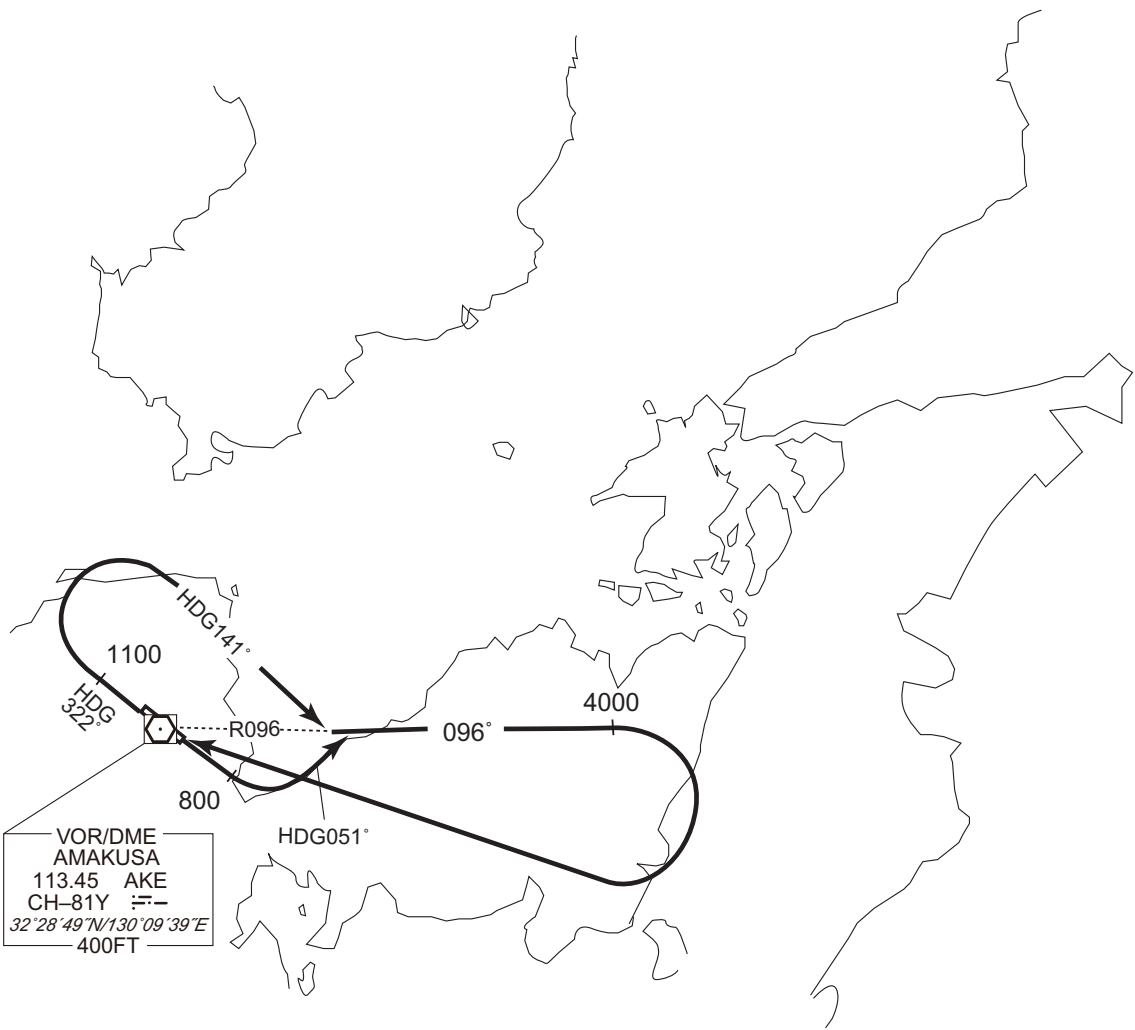 HDG141°
1100
HDG
322°
R096
096°
4000
800
HDG051°
VOR/DME
AMAKUSA
113.45 AKE
CH–81Y
32°28´49˝N/130°09´39˝E
400FT